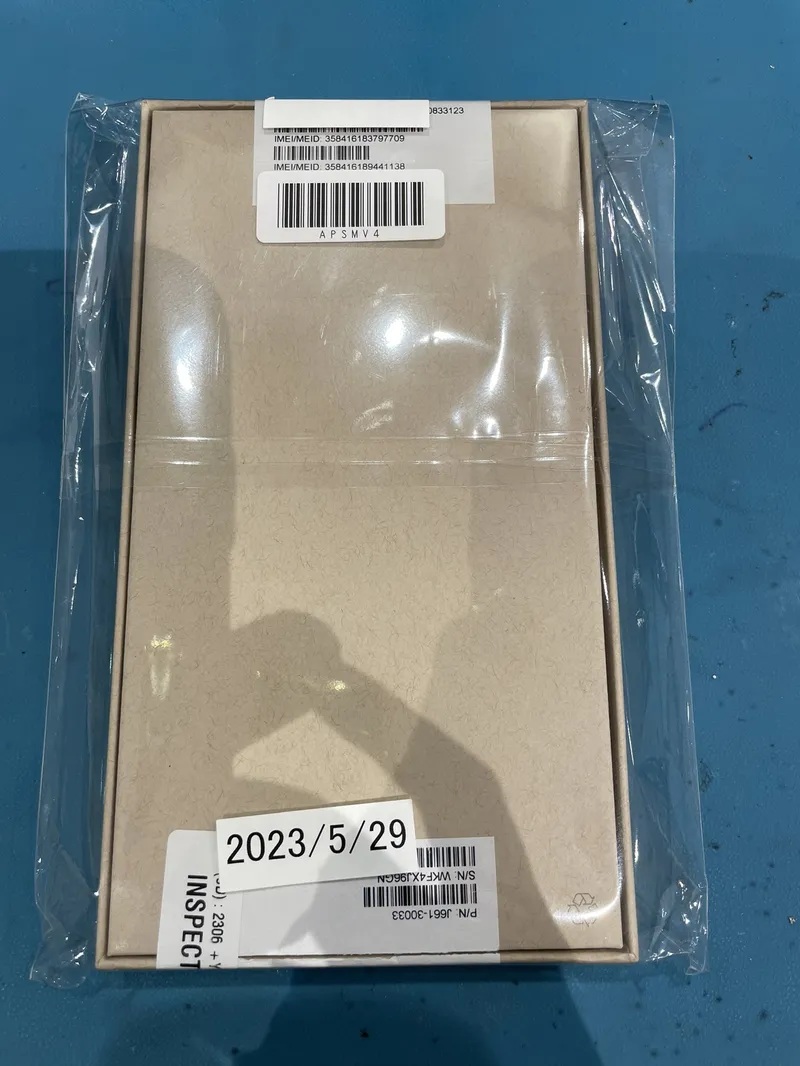 0833123
IMEI/MEID: 358416183797709
IMEI/MEID: 358416189441138
APSMV4
2023/5/29
S/N: WKF4XJ96GN
P/N: J661-30033
: 2306 + Y
INSPECT